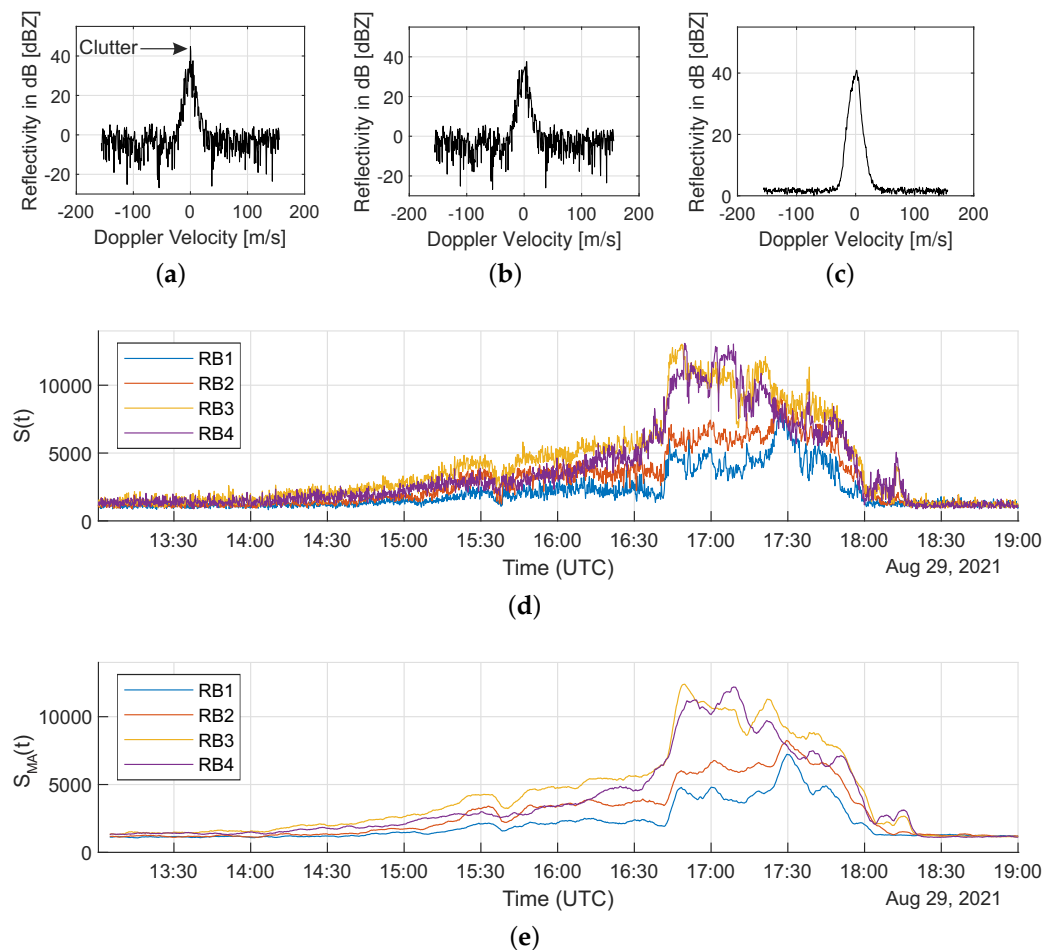 Reflectivity in dB [dBZ]
Clutter
40
20
0
-20
-200 -100 0 100 200
Doppler Velocity [m/s]
(a)
Reflectivity in dB [dBZ]
40
20
0
-20
-200 -100 0 100 200
Doppler Velocity [m/s]
(b)
Reflectivity in dB [dBZ]
40
20
0
-200 -100 0 100 200
Doppler Velocity [m/s]
(c)
S(t)
10000
5000
0
RB1
RB2
RB3
RB4
13:30 14:00 14:30 15:00 15:30 16:00 16:30 17:00 17:30 18:00 18:30 19:00
Time (UTC)
Aug 29, 2021
(d)
S_MA(t)
10000
5000
0
RB1
RB2
RB3
RB4
13:30 14:00 14:30 15:00 15:30 16:00 16:30 17:00 17:30 18:00 18:30 19:00
Time (UTC)
Aug 29, 2021
(e)